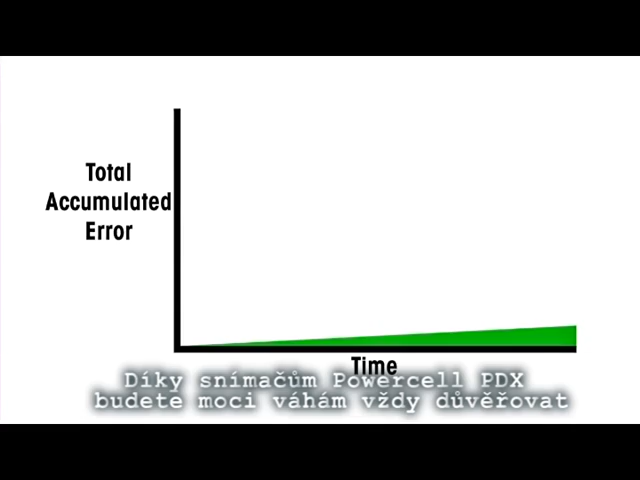 Total
Accumulated
Error
Time
Díky snímačům Powercell PDX
budete moci váhám vždy důvěřovat